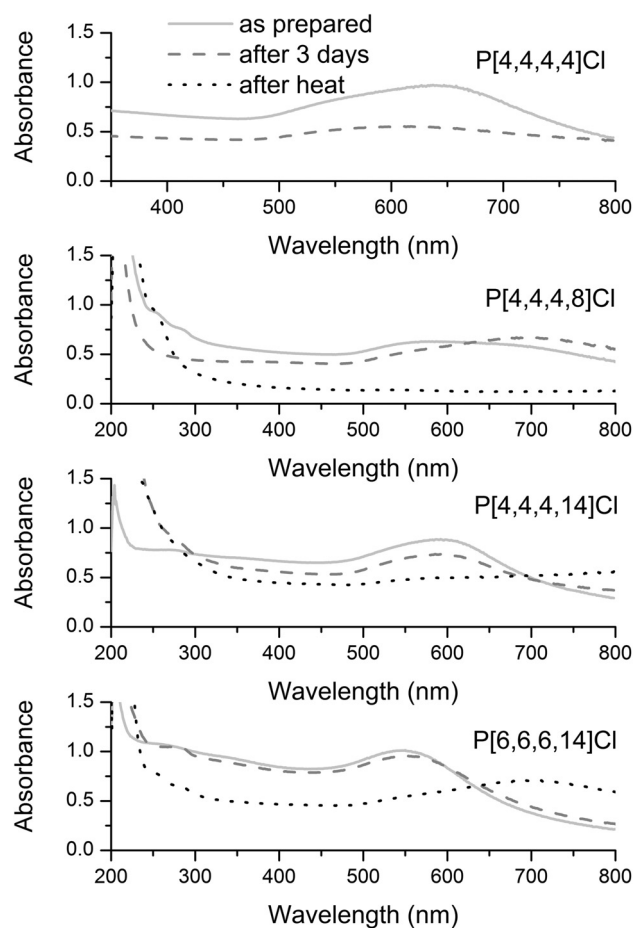 as prepared
after 3 days
after heat
P[4,4,4,4]Cl
Absorbance
1.5
1.0
0.5
0.0
400 500 600 700 800
Wavelength (nm)
P[4,4,4,8]Cl
Absorbance
1.5
1.0
0.5
0.0
200 300 400 500 600 700 800
Wavelength (nm)
P[4,4,4,14]Cl
Absorbance
1.5
1.0
0.5
0.0
200 300 400 500 600 700 800
Wavelength (nm)
P[6,6,6,14]Cl
Absorbance
1.5
1.0
0.5
0.0
200 300 400 500 600 700 800
Wavelength (nm)